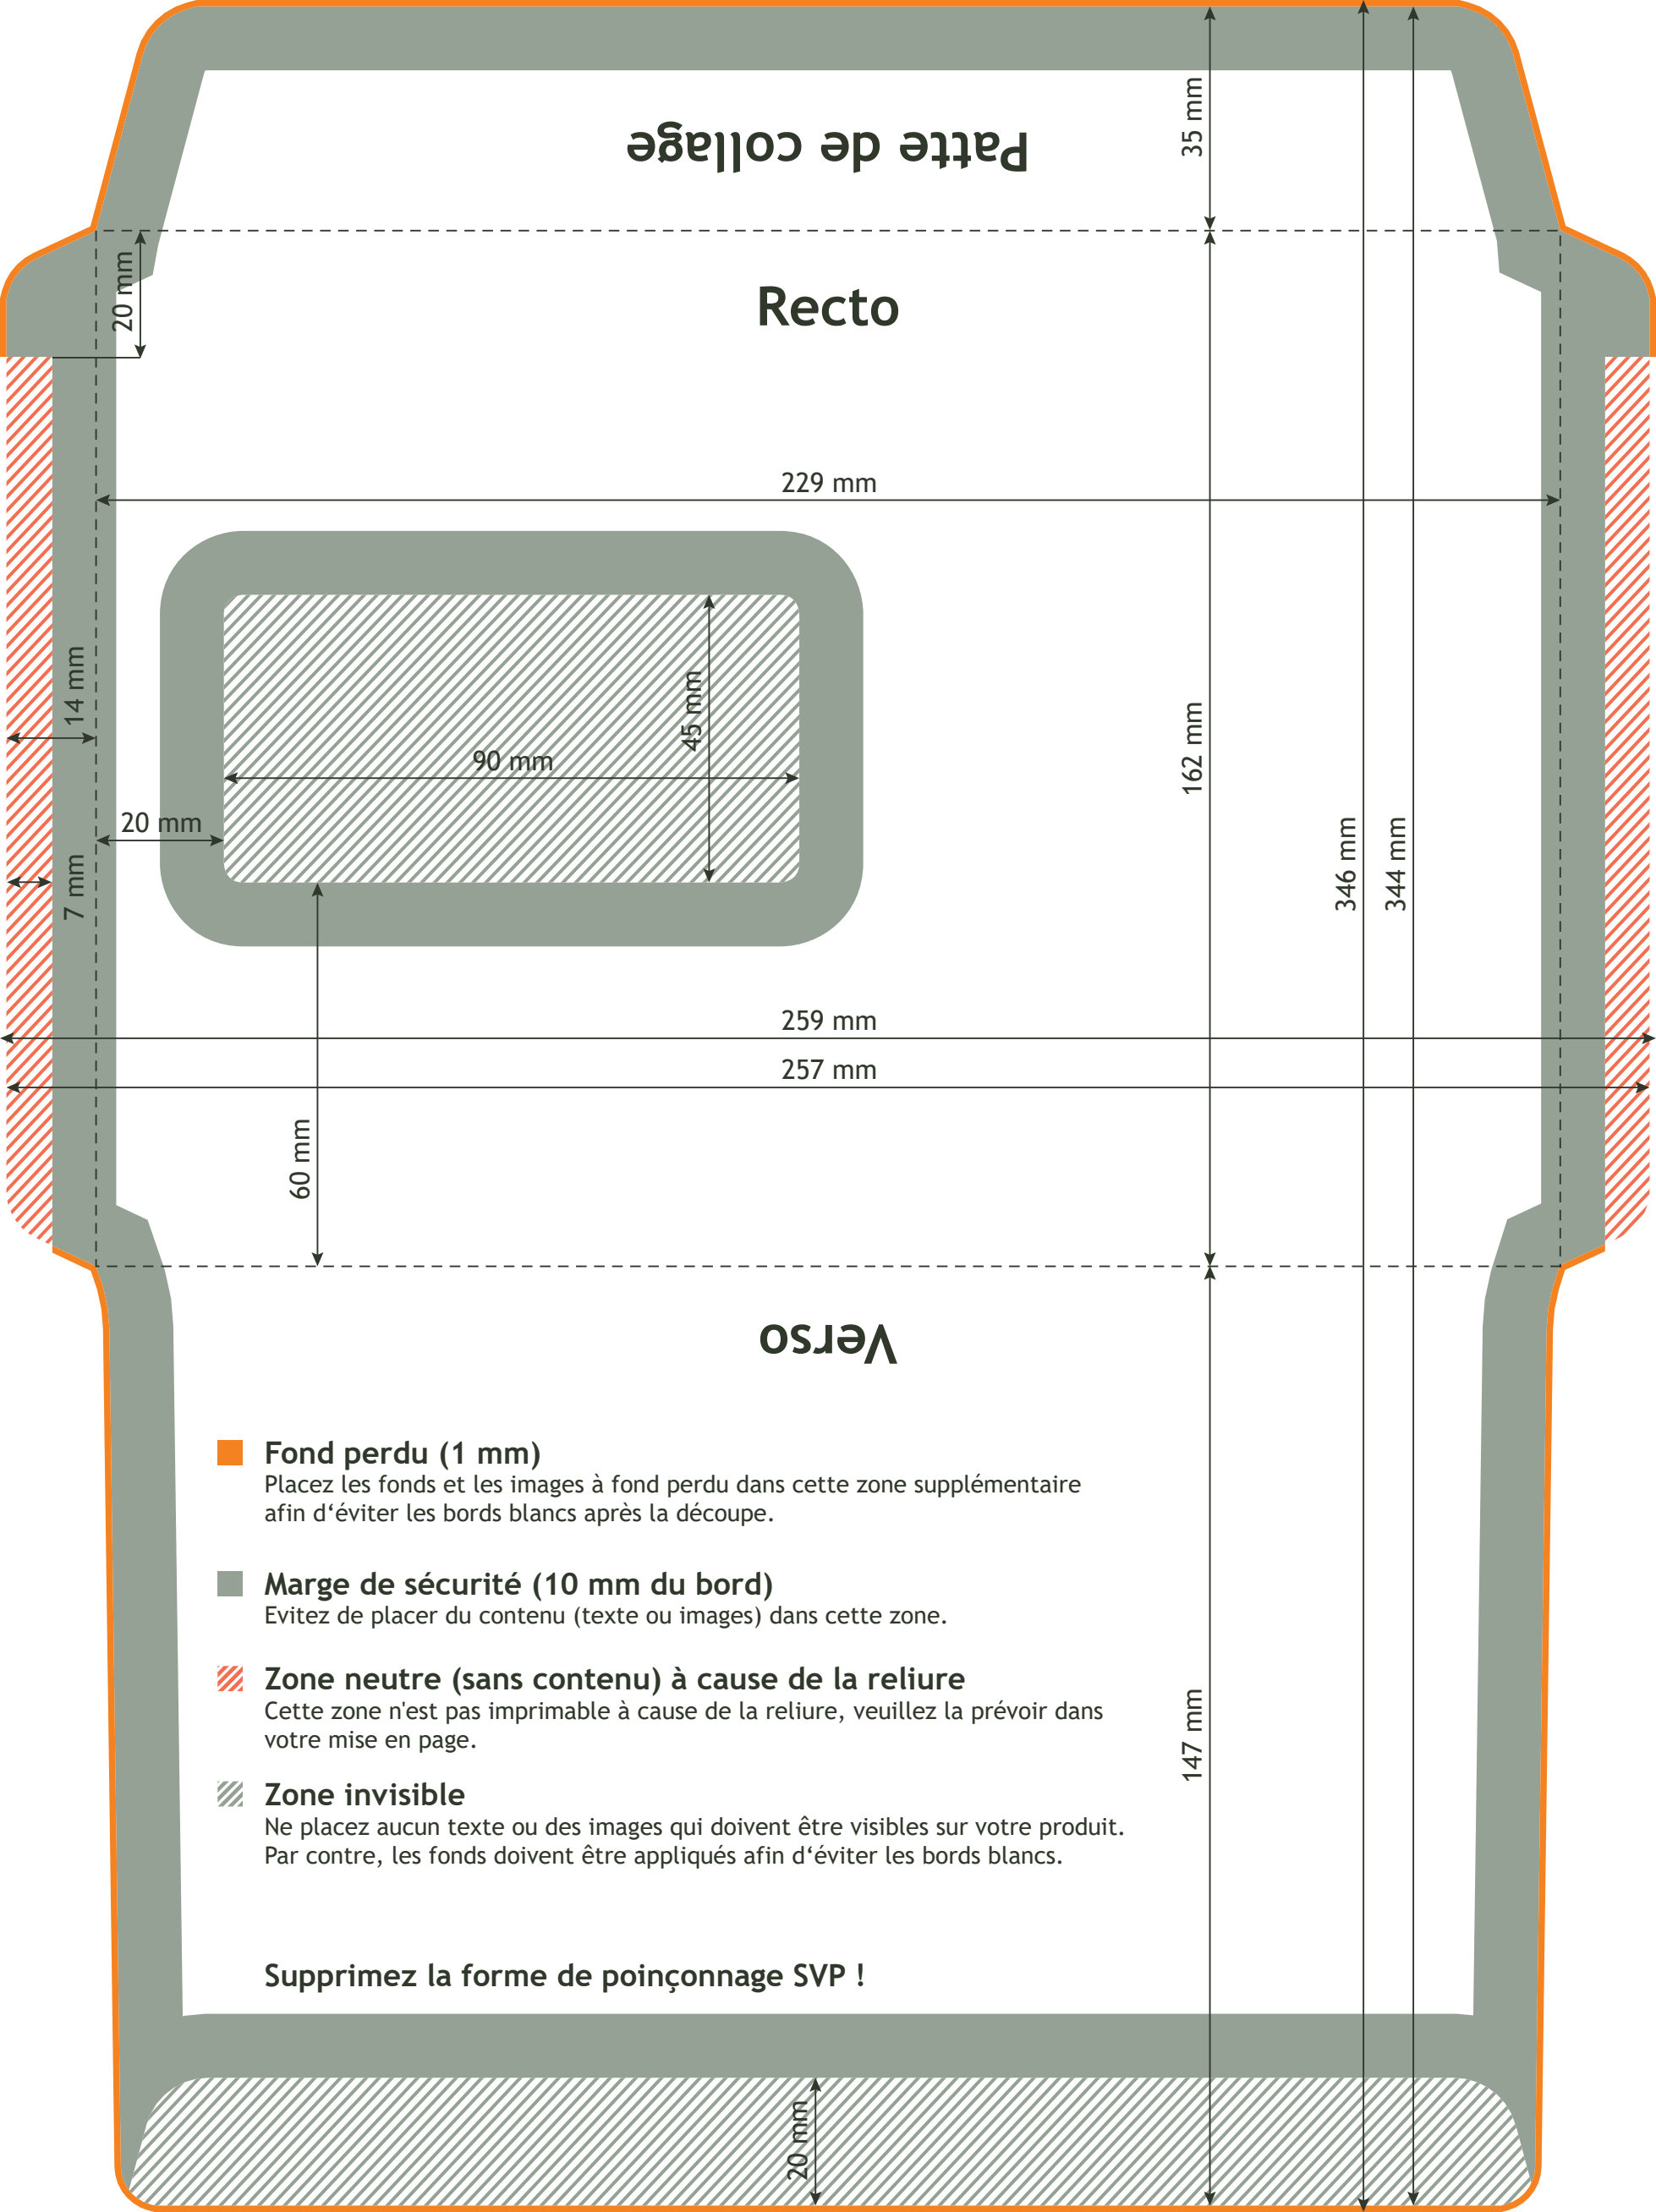 35 mm
Patte de collage
20 mm
Recto
229 mm
14 mm
45 mm
162 mm
90 mm
20 mm
346 mm
344 mm
7 mm
259 mm
257 mm
60 mm
Verso
Fond perdu (1 mm)
Placez les fonds et les images à fond perdu dans cette zone supplémentaire
afin d‘éviter les bords blancs après la découpe.
Marge de sécurité (10 mm du bord)
Evitez de placer du contenu (texte ou images) dans cette zone.
Zone neutre (sans contenu) à cause de la reliure
Cette zone n'est pas imprimable à cause de la reliure, veuillez la prévoir dans
votre mise en page.
147 mm
Zone invisible
Ne placez aucun texte ou des images qui doivent être visibles sur votre produit.
Par contre, les fonds doivent être appliqués afin d‘éviter les bords blancs.
Supprimez la forme de poinçonnage SVP !
20 mm